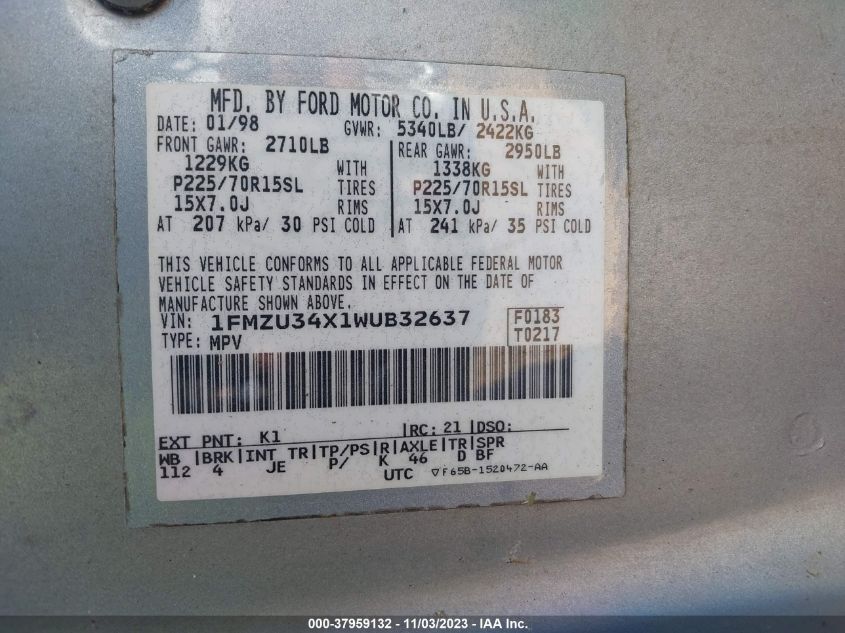 MFD. BY FORD MOTOR CO. IN U.S.A.
DATE: 01/98 GVWR: 5340LB/ 2422KG
FRONT GAWR: 2710LB REAR GAWR: 2950LB
1229KG WITH 1338KG WITH
P225/70R15SL TIRES P225/70R15SL TIRES
15X7.0J RIMS 15X7.0J RIMS
AT 207 kPa/ 30 PSI COLD AT 241 kPa/ 35 PSI COLD
THIS VEHICLE CONFORMS TO ALL APPLICABLE FEDERAL MOTOR
VEHICLE SAFETY STANDARDS IN EFFECT ON THE DATE OF
MANUFACTURE SHOWN ABOVE.
VIN: 1FMZU34X1WUB32637 F0183
TYPE: MPV T0217
EXT PNT: K1 RC: 21 DSO:
WB BRK INT TR TP/PS R AXLE TR SPR
112 4 JE P/ K 46 D BF
UTC ▽F65B-1520472-AA
000-37959132 - 11/03/2023 - IAA Inc.